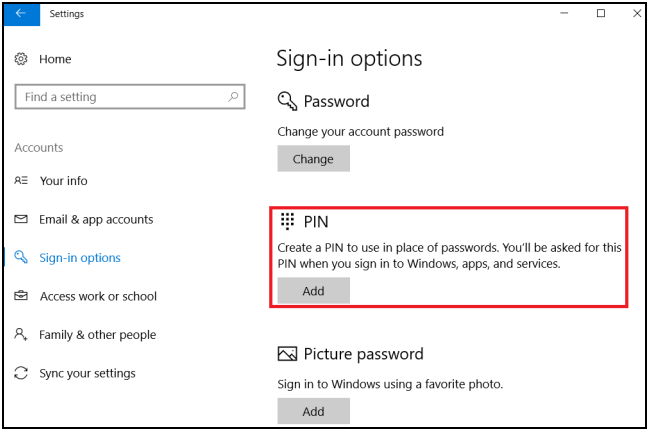 Settings
Home
Find a setting
Accounts
Your info
Email & app accounts
Sign-in options
Access work or school
Family & other people
Sync your settings
Sign-in options
Password
Change your account password
Change
PIN
Create a PIN to use in place of passwords. You'll be asked for this
PIN when you sign in to Windows, apps, and services.
Add
Picture password
Sign in to Windows using a favorite photo.
Add